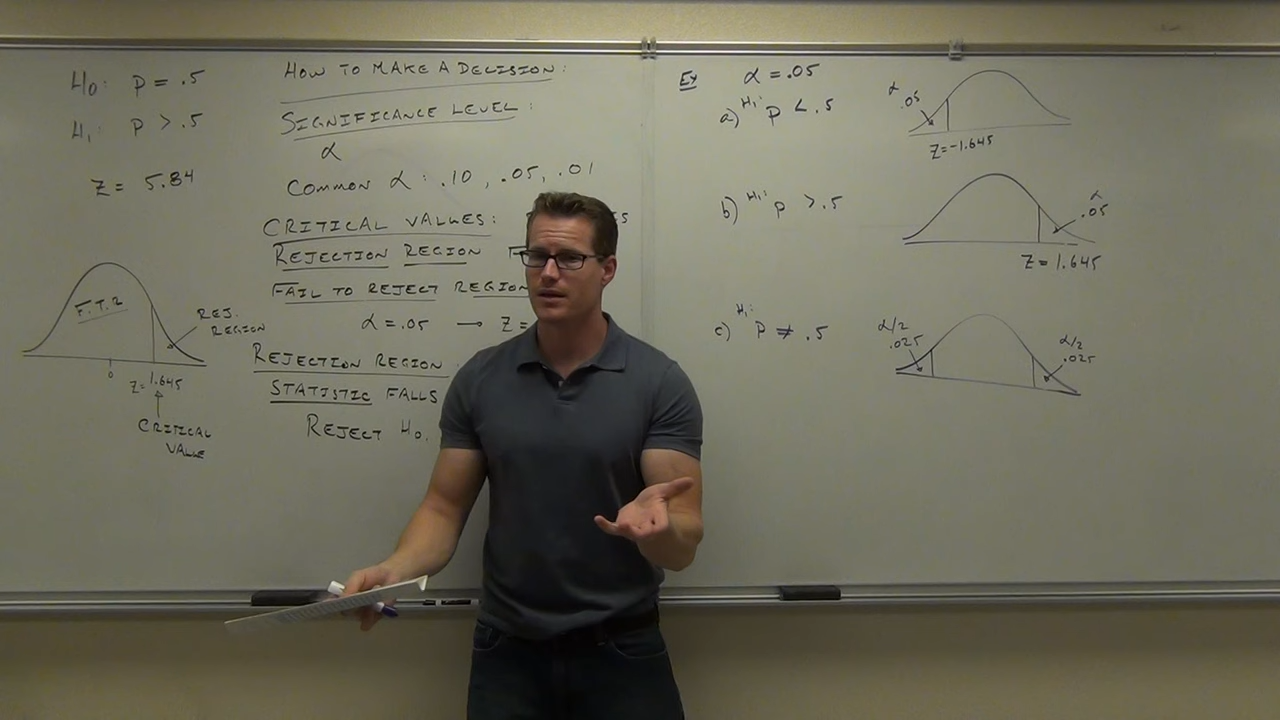 H0: P = .5
H1: P > .5
Z = 5.84
F.T.R
REJ.
REGION
0
Z=1.645
CRITICAL
VALUE
HOW TO MAKE A DECISION:
SIGNIFICANCE LEVEL:
α
COMMON α: .10, .05, .01
CRITICAL VALUES:
REJECTION REGION
FAIL TO REJECT REGION
α=.05 → Z=
REJECTION REGION
STATISTIC FALLS
REJECT H0.
Ex α=.05
a) H1: P < .5
α
.05
Z=-1.645
b) H1: P > .5
α
.05
Z=1.645
c) H1: P ≠ .5
α/2
.025
α/2
.025